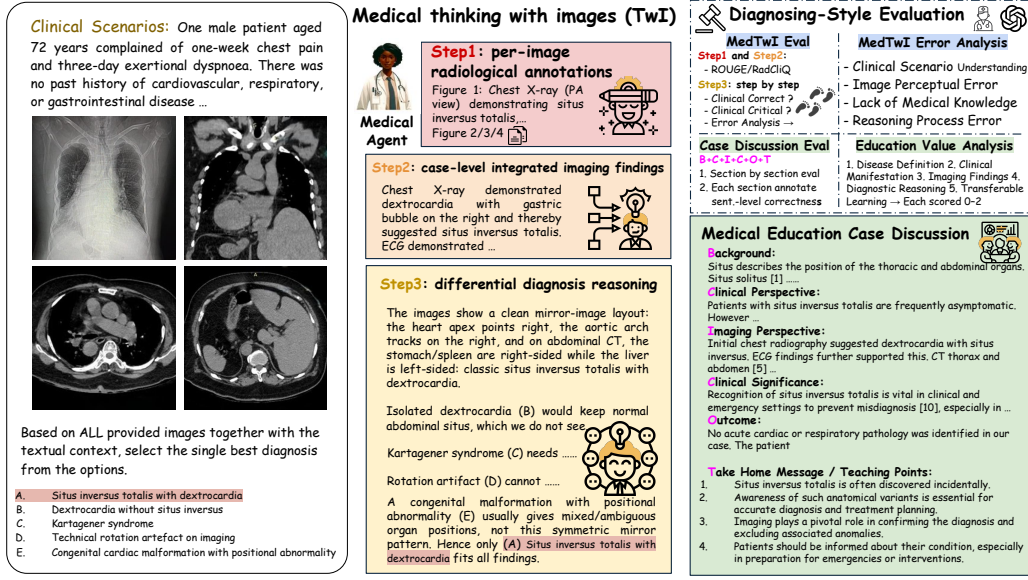 Clinical Scenarios: One male patient aged
72 years complained of one-week chest pain
and three-day exertional dyspnoea. There was
no past history of cardiovascular, respiratory,
or gastrointestinal disease …
Based on ALL provided images together with the
textual context, select the single best diagnosis
from the options.
A. Situs inversus totalis with dextrocardia
B. Dextrocardia without situs inversus
C. Kartagener syndrome
D. Technical rotation artefact on imaging
E. Congenital cardiac malformation with positional abnormality
Medical thinking with images (TwI)
Medical
Agent
Step1: per-image
radiological annotations
Figure 1: Chest X-ray (PA
view) demonstrating situs
inversus totalis,…
Figure 2/3/4
Step2: case-level integrated imaging findings
Chest X-ray demonstrated
dextrocardia with gastric
bubble on the right and thereby
suggested situs inversus totalis.
ECG demonstrated …
Step3: differential diagnosis reasoning
The images show a clean mirror-image layout:
the heart apex points right, the aortic arch
tracks on the right, and on abdominal CT, the
stomach/spleen are right-sided while the liver
is left-sided: classic situs inversus totalis with
dextrocardia.
Isolated dextrocardia (B) would keep normal
abdominal situs, which we do not see.
Kartagener syndrome (C) needs ……
Rotation artifact (D) cannot ……
A congenital malformation with positional
abnormality (E) usually gives mixed/ambiguous
organ positions, not this symmetric mirror
pattern. Hence only (A) Situs inversus totalis with
dextrocardia fits all findings.
Diagnosing-Style Evaluation
MedTwI Eval
Step1 and Step2:
- ROUGE/RadCliQ
Step3: step by step
- Clinical Correct ?
- Clinical Critical ?
- Error Analysis →
MedTwI Error Analysis
- Clinical Scenario Understanding
- Image Perceptual Error
- Lack of Medical Knowledge
- Reasoning Process Error
Case Discussion Eval
B+C+I+C+O+T
1. Section by section eval
2. Each section annotate
sent.-level correctness
Education Value Analysis
1. Disease Definition 2. Clinical
Manifestation 3. Imaging Findings 4.
Diagnostic Reasoning 5. Transferable
Learning → Each scored 0–2
Medical Education Case Discussion
Background:
Situs describes the position of the thoracic and abdominal organs.
Situs solitus [1] ……
Clinical Perspective:
Patients with situs inversus totalis are frequently asymptomatic.
However …
Imaging Perspective:
Initial chest radiography suggested dextrocardia with situs
inversus. ECG findings further supported this. CT thorax and
abdomen [5] …
Clinical Significance:
Recognition of situs inversus totalis is vital in clinical and
emergency settings to prevent misdiagnosis [10], especially in …
Outcome:
No acute cardiac or respiratory pathology was identified in our
case. The patient
Take Home Message / Teaching Points:
1. Situs inversus totalis is often discovered incidentally.
2. Awareness of such anatomical variants is essential for
accurate diagnosis and treatment planning.
3. Imaging plays a pivotal role in confirming the diagnosis and
excluding associated anomalies.
4. Patients should be informed about their condition, especially
in preparation for emergencies or interventions.